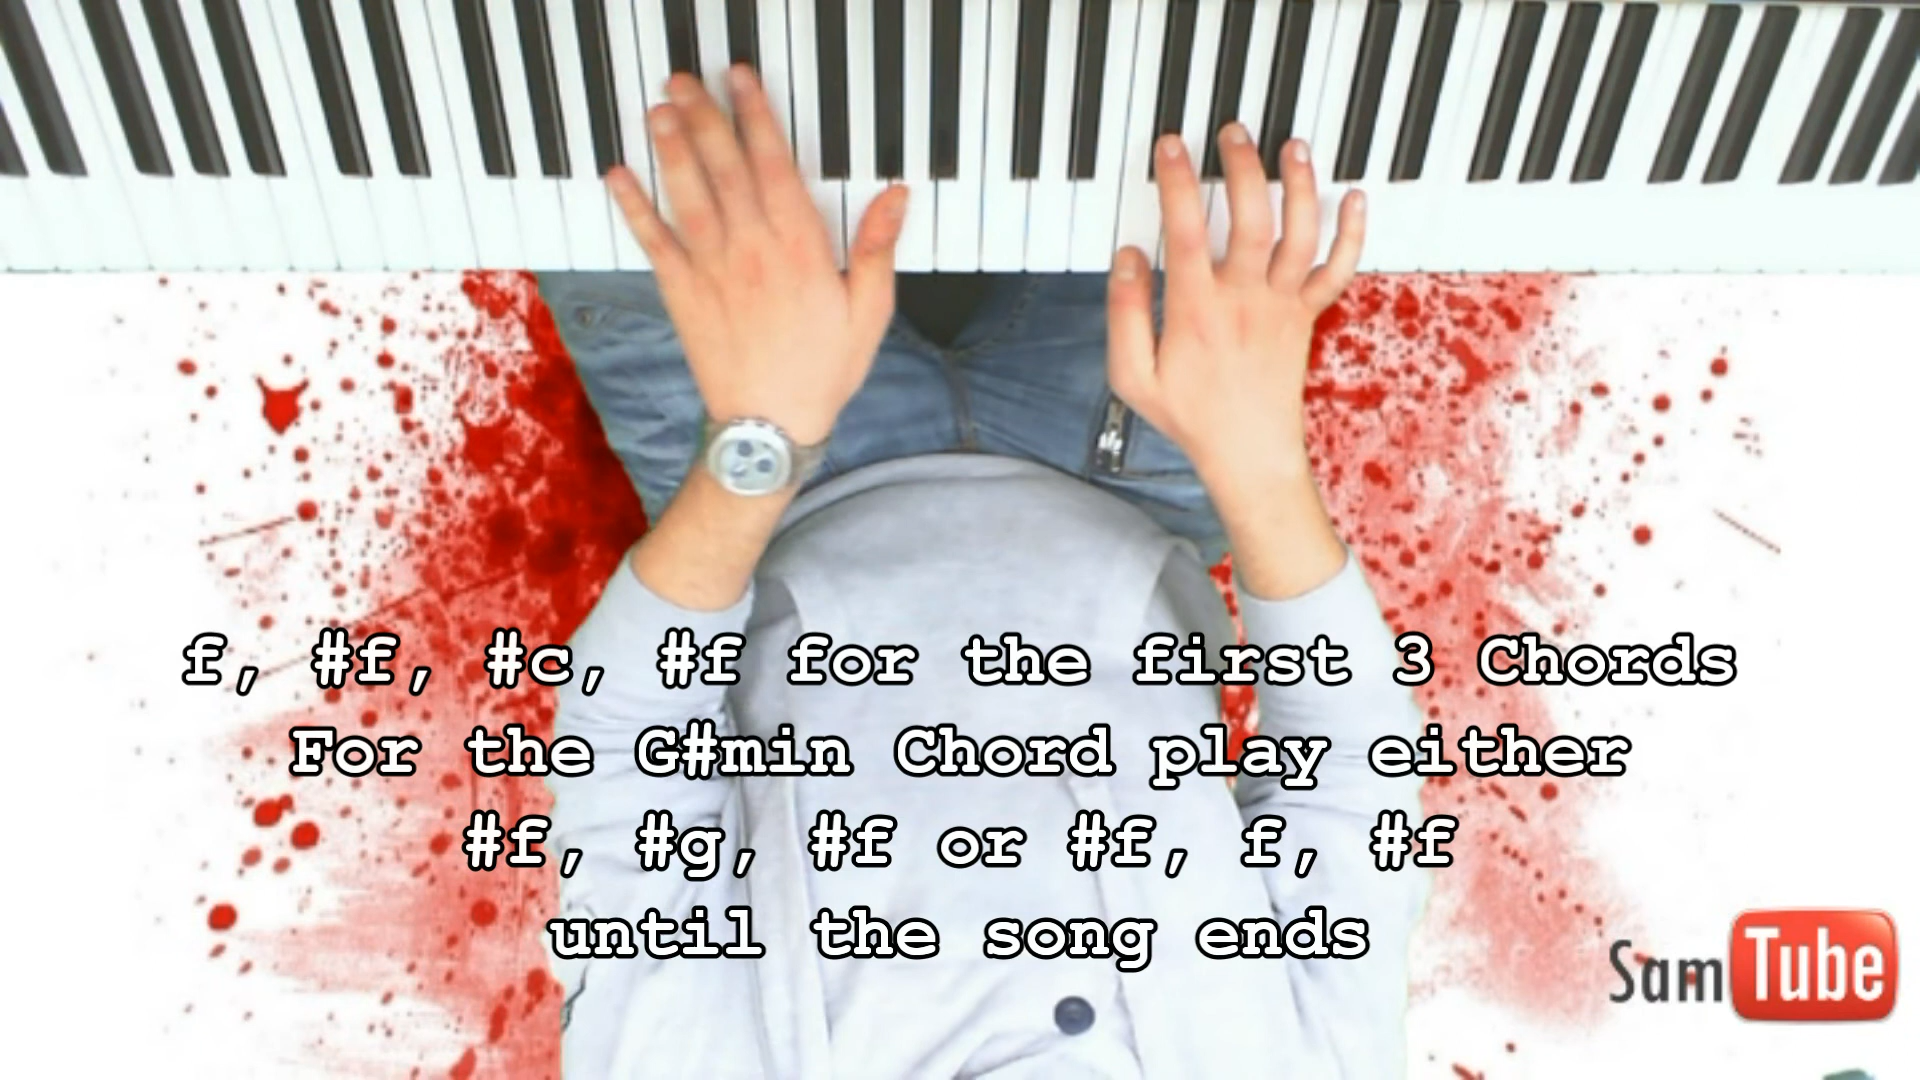 f, #f, #c, #f for the first 3 Chords
For the G#min Chord play either
#f, #g, #f or #f, f, #f
until the song ends
SamTube